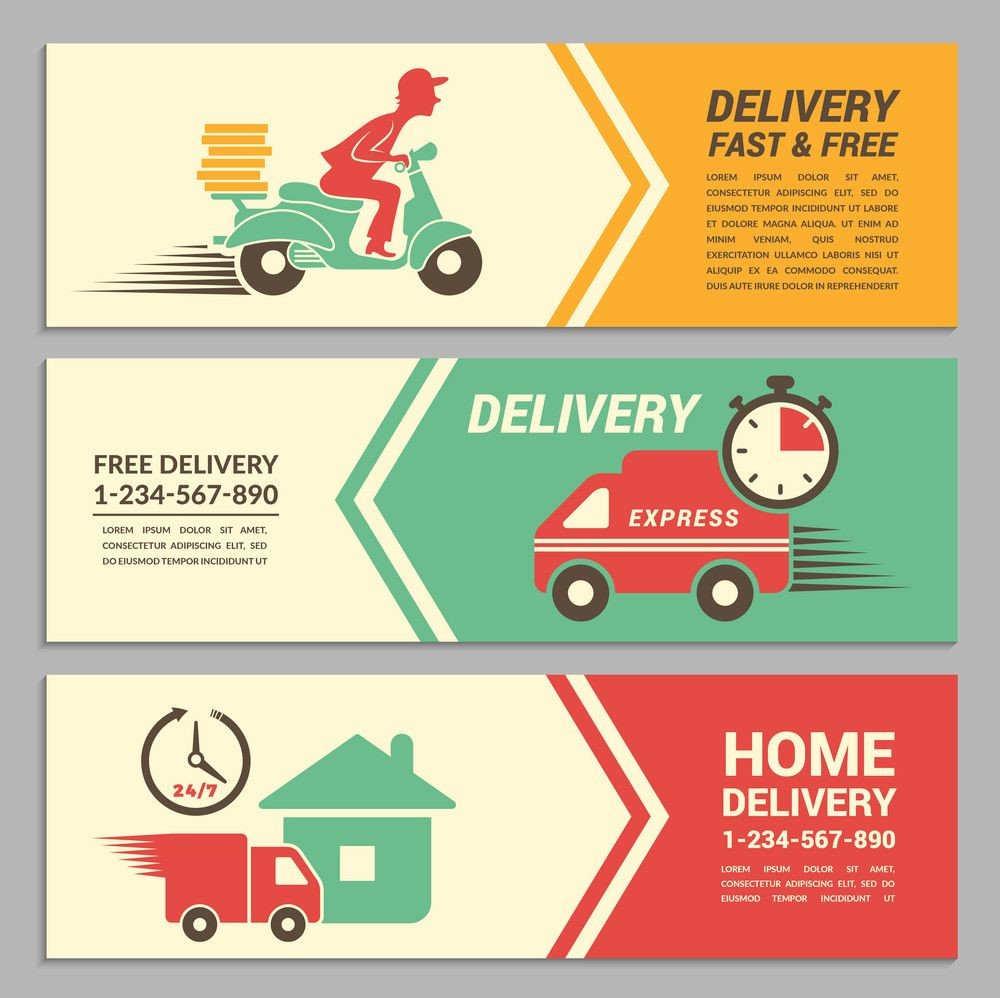 DELIVERY
FAST & FREE
LOREM IPSUM DOLOR SIT AMET,
CONSECTETUR ADIPISCING ELIT, SED DO
EIUSMOD TEMPOR INCIDIDUNT UT LABORE
ET DOLORE MAGNA ALIQUA. UT ENIM AD
MINIM VENIAM, QUIS NOSTRUD
EXERCITATION ULLAMCO LABORIS NISI UT
ALIQUIP EX EA COMMODO CONSEQUAT.
DUIS AUTE IRURE DOLOR IN REPREHENDERIT
FREE DELIVERY
1-234-567-890
LOREM IPSUM DOLOR SIT AMET,
CONSECTETUR ADIPISCING ELIT, SED
DO EIUSMOD TEMPOR INCIDIDUNT UT
DELIVERY
EXPRESS
24/7
HOME
DELIVERY
1-234-567-890
LOREM IPSUM DOLOR SIT AMET,
CONSECTETUR ADIPISCING ELIT, SED DO
EIUSMOD TEMPOR INCIDIDUNT UT